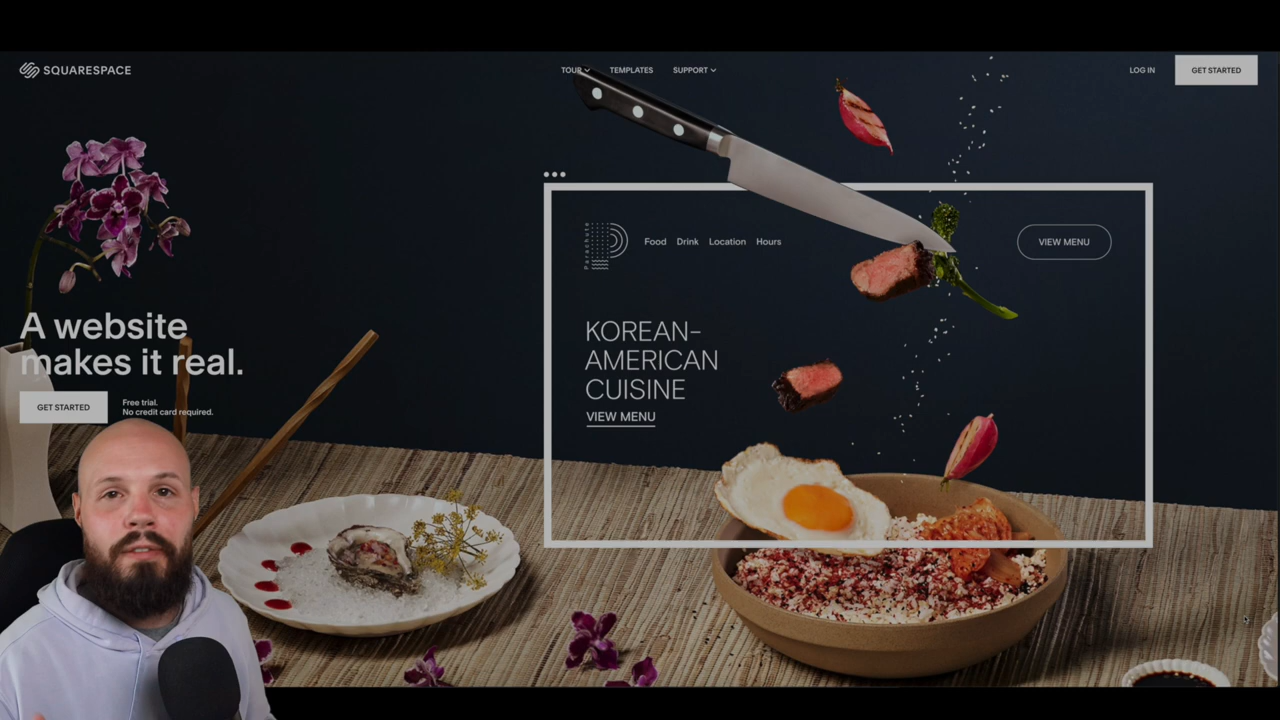 SQUARESPACE
TOUR
TEMPLATES
SUPPORT
LOG IN
GET STARTED
A website
makes it real.
GET STARTED
Free trial.
No credit card required.
Parachute
Food
Drink
Location
Hours
VIEW MENU
KOREAN–
AMERICAN
CUISINE
VIEW MENU